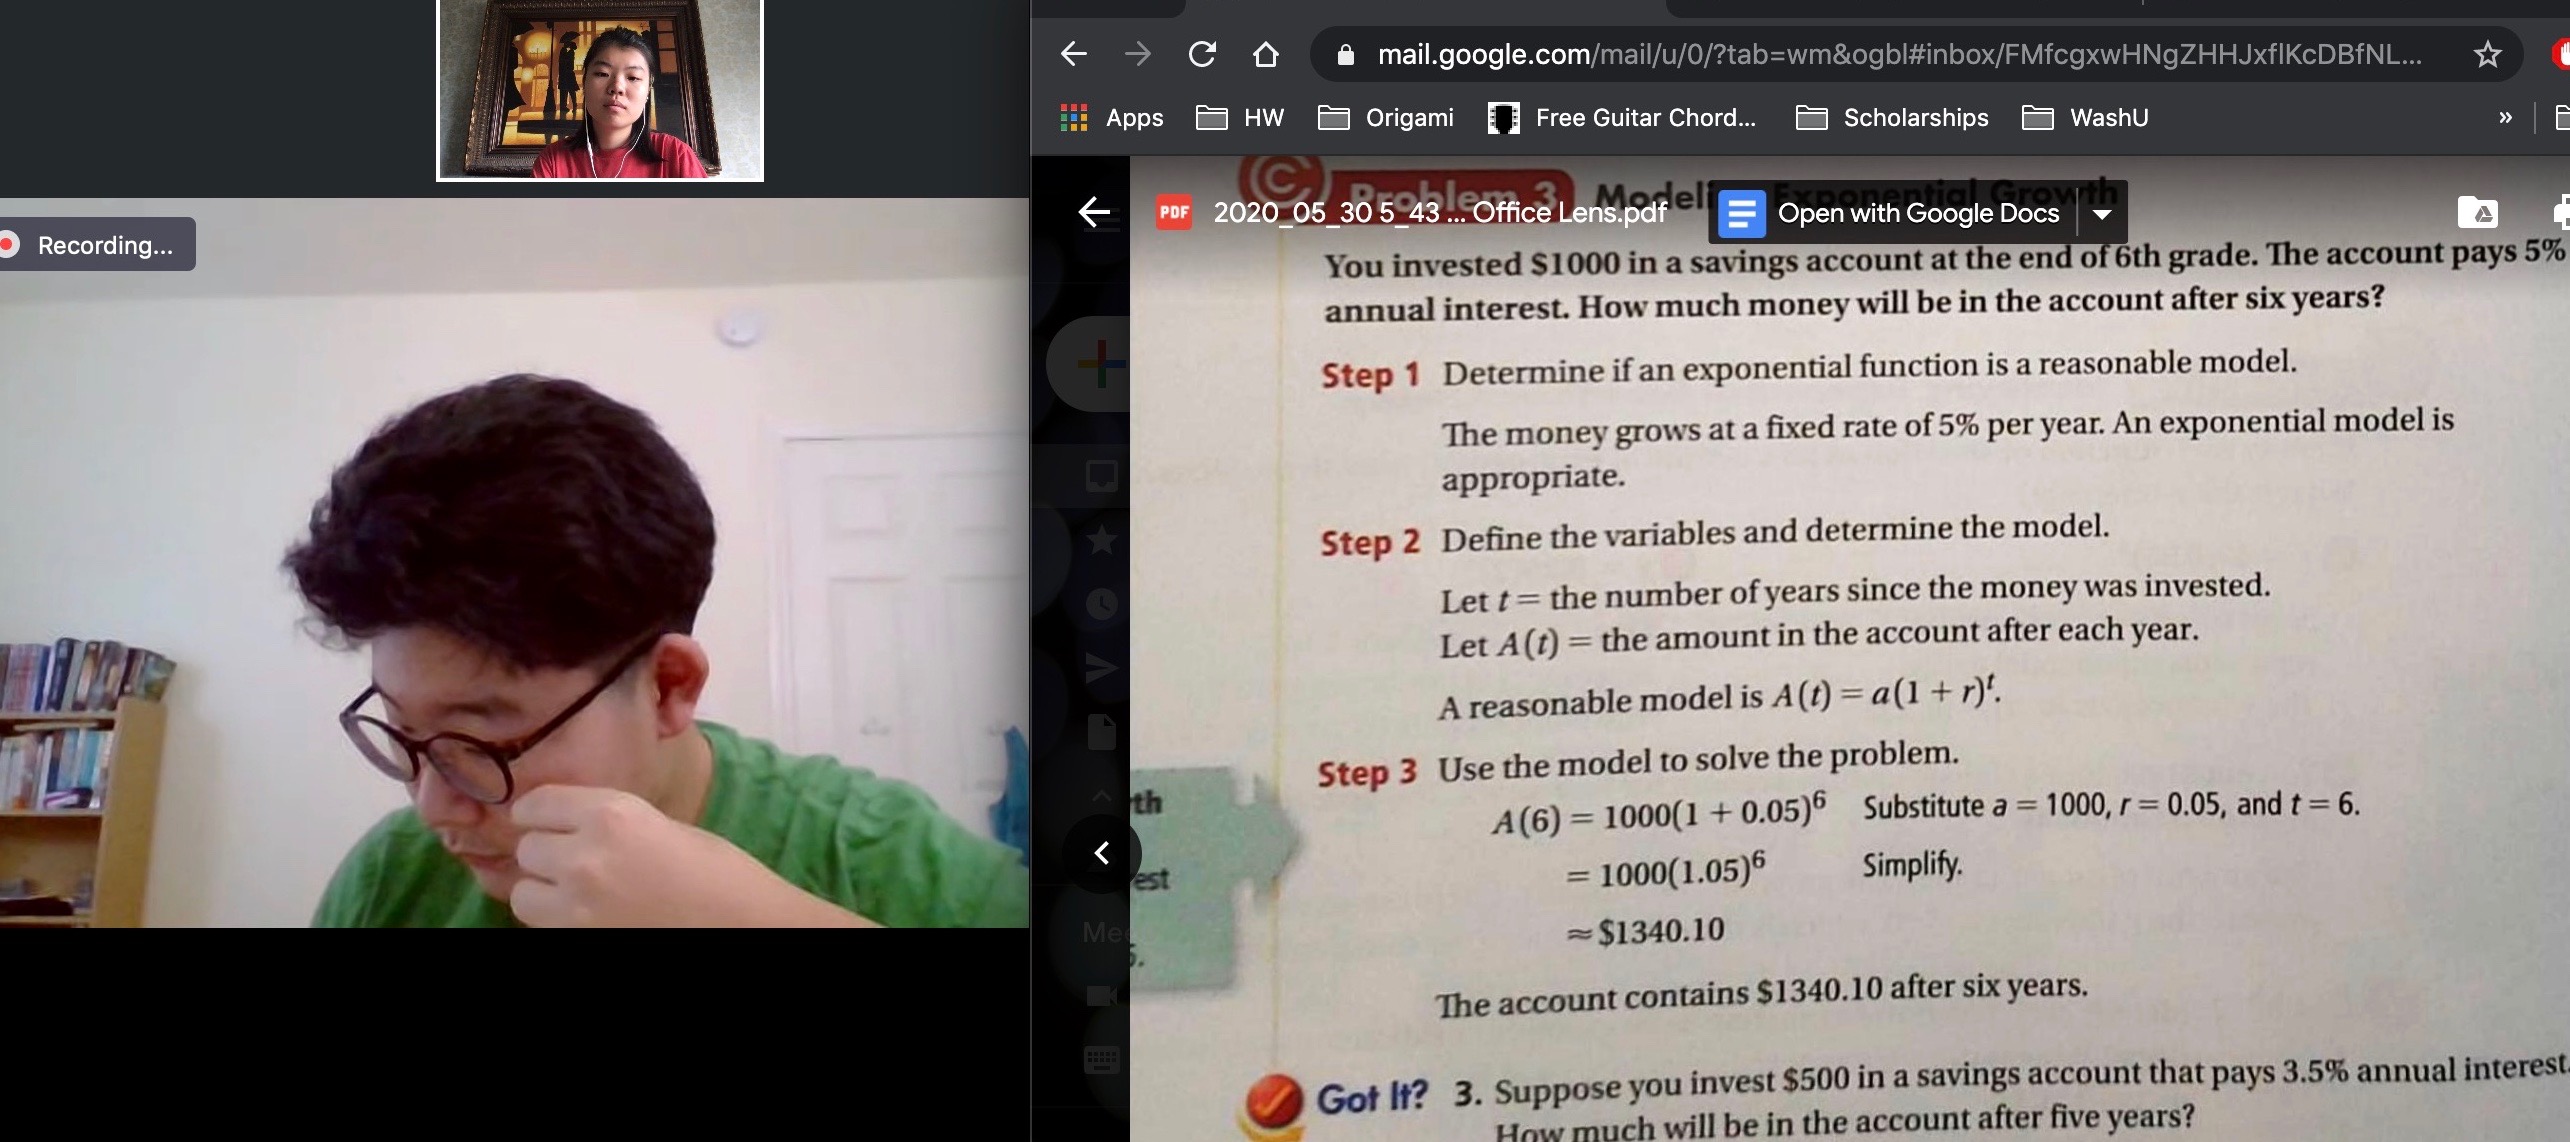 Recording...
mail.google.com/mail/u/0/?tab=wm&ogbl#inbox/FMfcgxwHNgZHHJxflKcDBfNL...
Apps HW Origami Free Guitar Chord... Scholarships WashU »
Problem 3 Modeli Exponential Growth
PDF 2020_05_30 5_43 ... Office Lens.pdf Open with Google Docs
You invested $1000 in a savings account at the end of 6th grade. The account pays 5%
annual interest. How much money will be in the account after six years?
Step 1 Determine if an exponential function is a reasonable model.
The money grows at a fixed rate of 5% per year. An exponential model is
appropriate.
Step 2 Define the variables and determine the model.
Let t = the number of years since the money was invested.
Let A(t) = the amount in the account after each year.
A reasonable model is A(t) = a(1 + r)^t.
Step 3 Use the model to solve the problem.
th
A(6) = 1000(1 + 0.05)^6 Substitute a = 1000, r = 0.05, and t = 6.
est
= 1000(1.05)^6 Simplify.
Mee
≈ $1340.10
The account contains $1340.10 after six years.
Got It? 3. Suppose you invest $500 in a savings account that pays 3.5% annual interest.
How much will be in the account after five years?